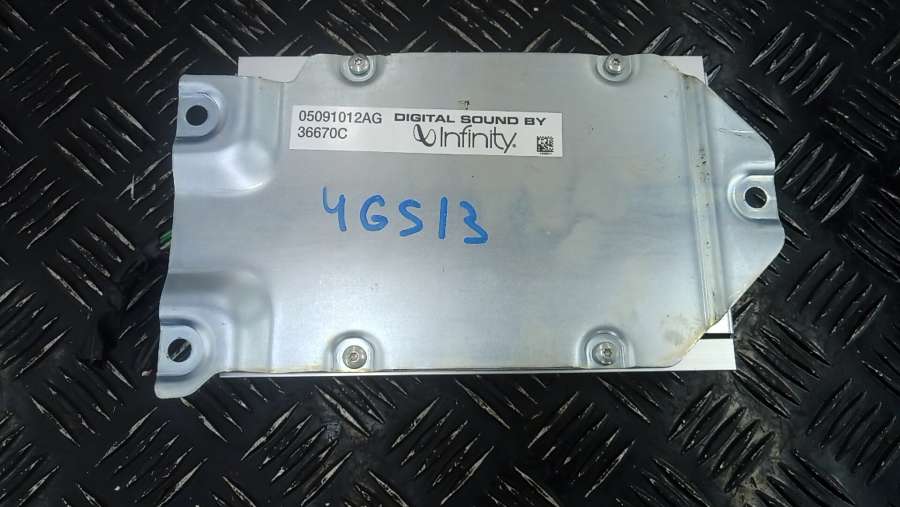 05091012AG DIGITAL SOUND BY
36670C Infinity.
4GS13